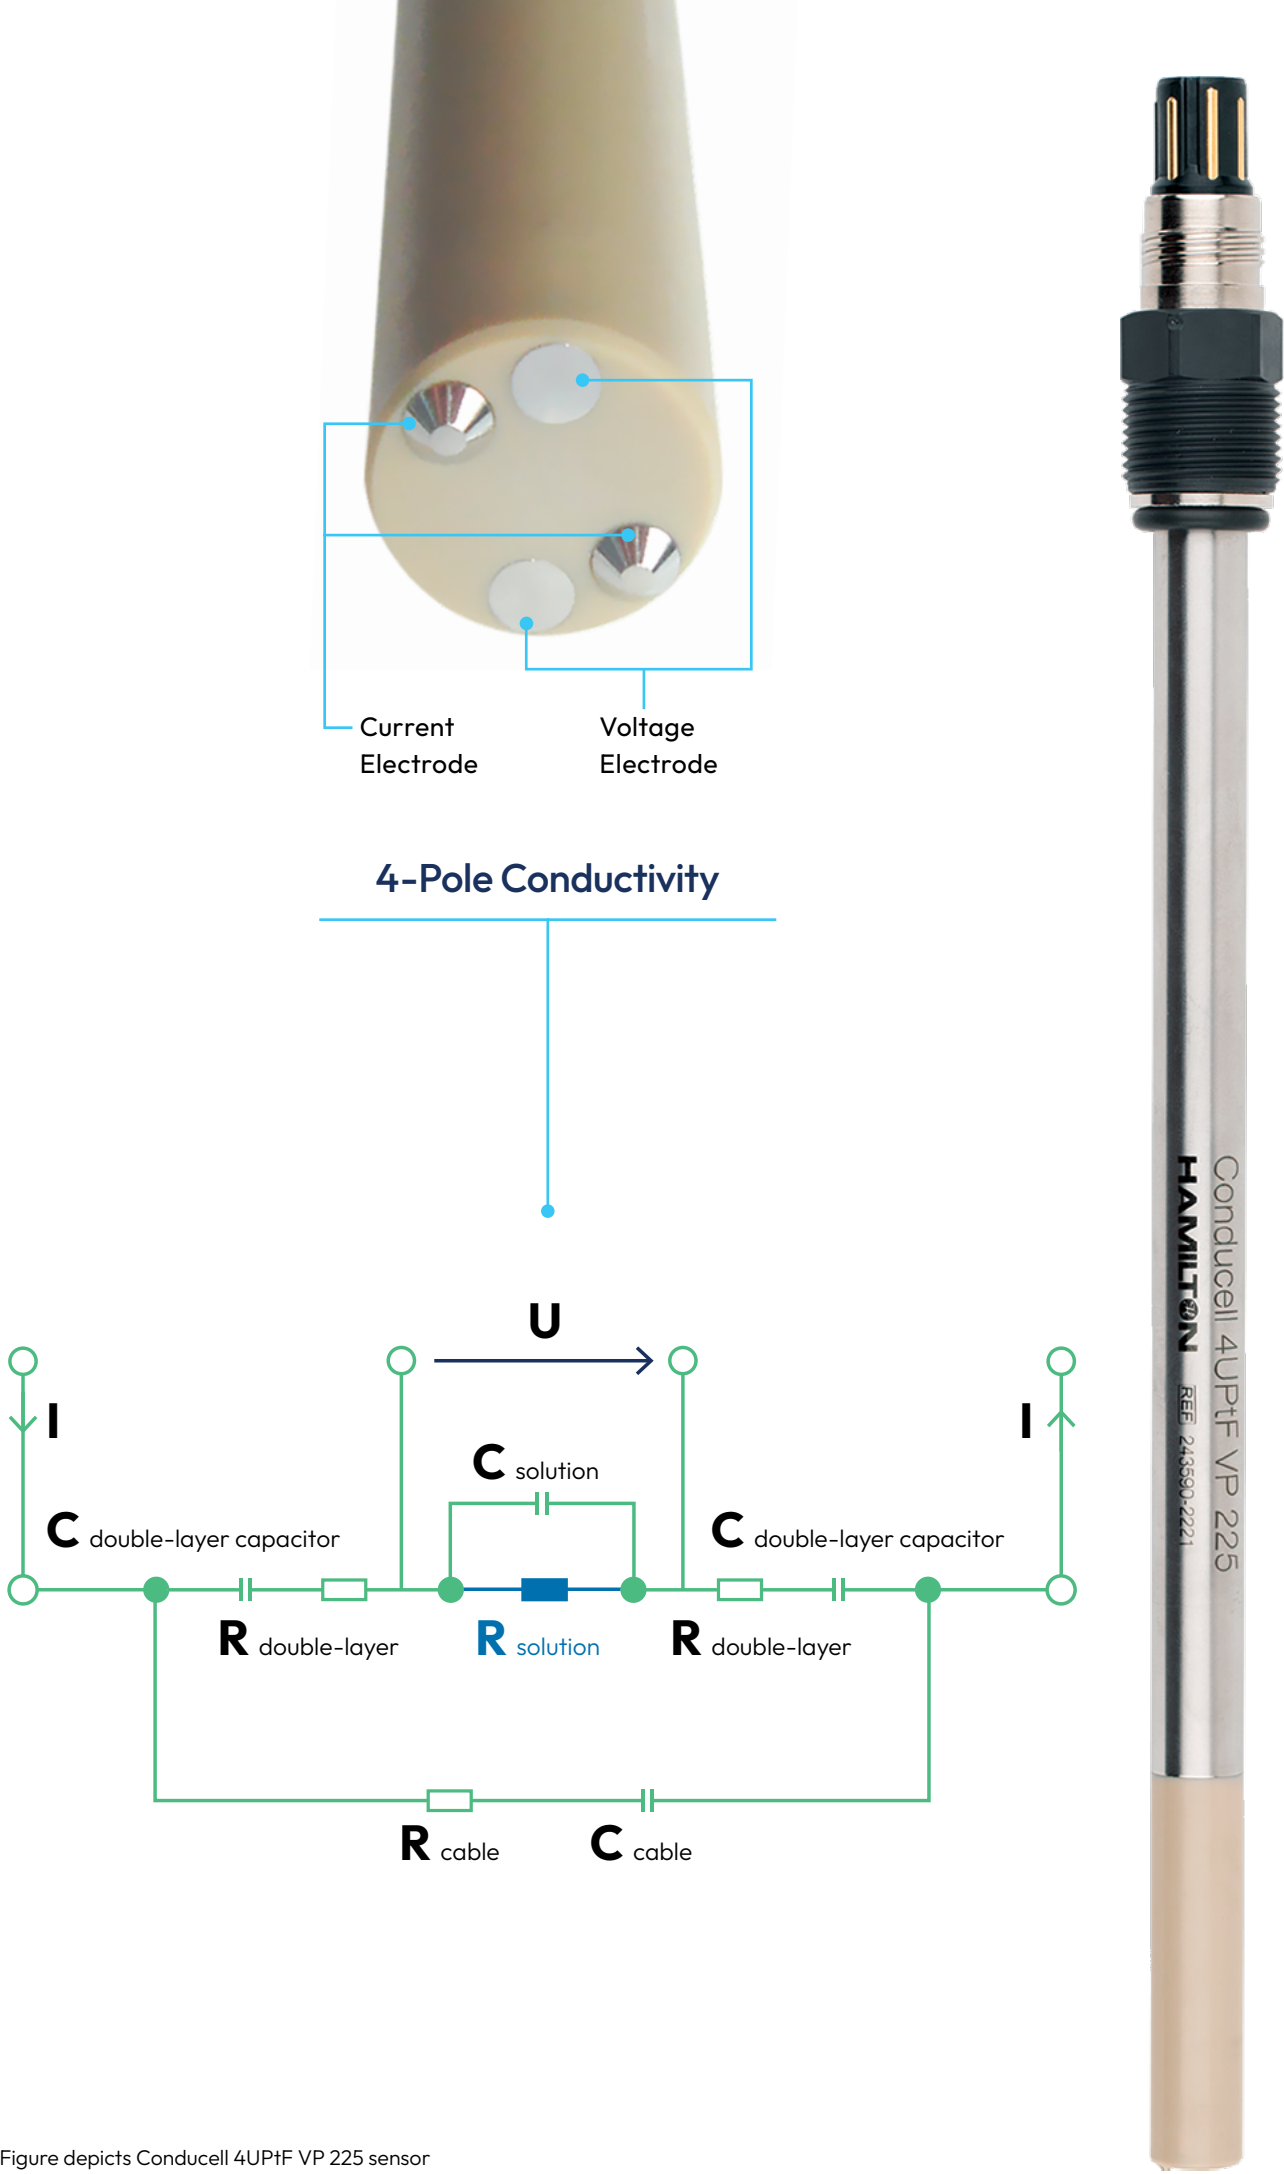 Current
Electrode
Voltage
Electrode
4-Pole Conductivity
U
I
I
C solution
C double-layer capacitor
C double-layer capacitor
R double-layer
R solution
R double-layer
R cable
C cable
Conducell 4UPtF VP 225
HAMILTON
REF 243590-2221
Figure depicts Conducell 4UPtF VP 225 sensor